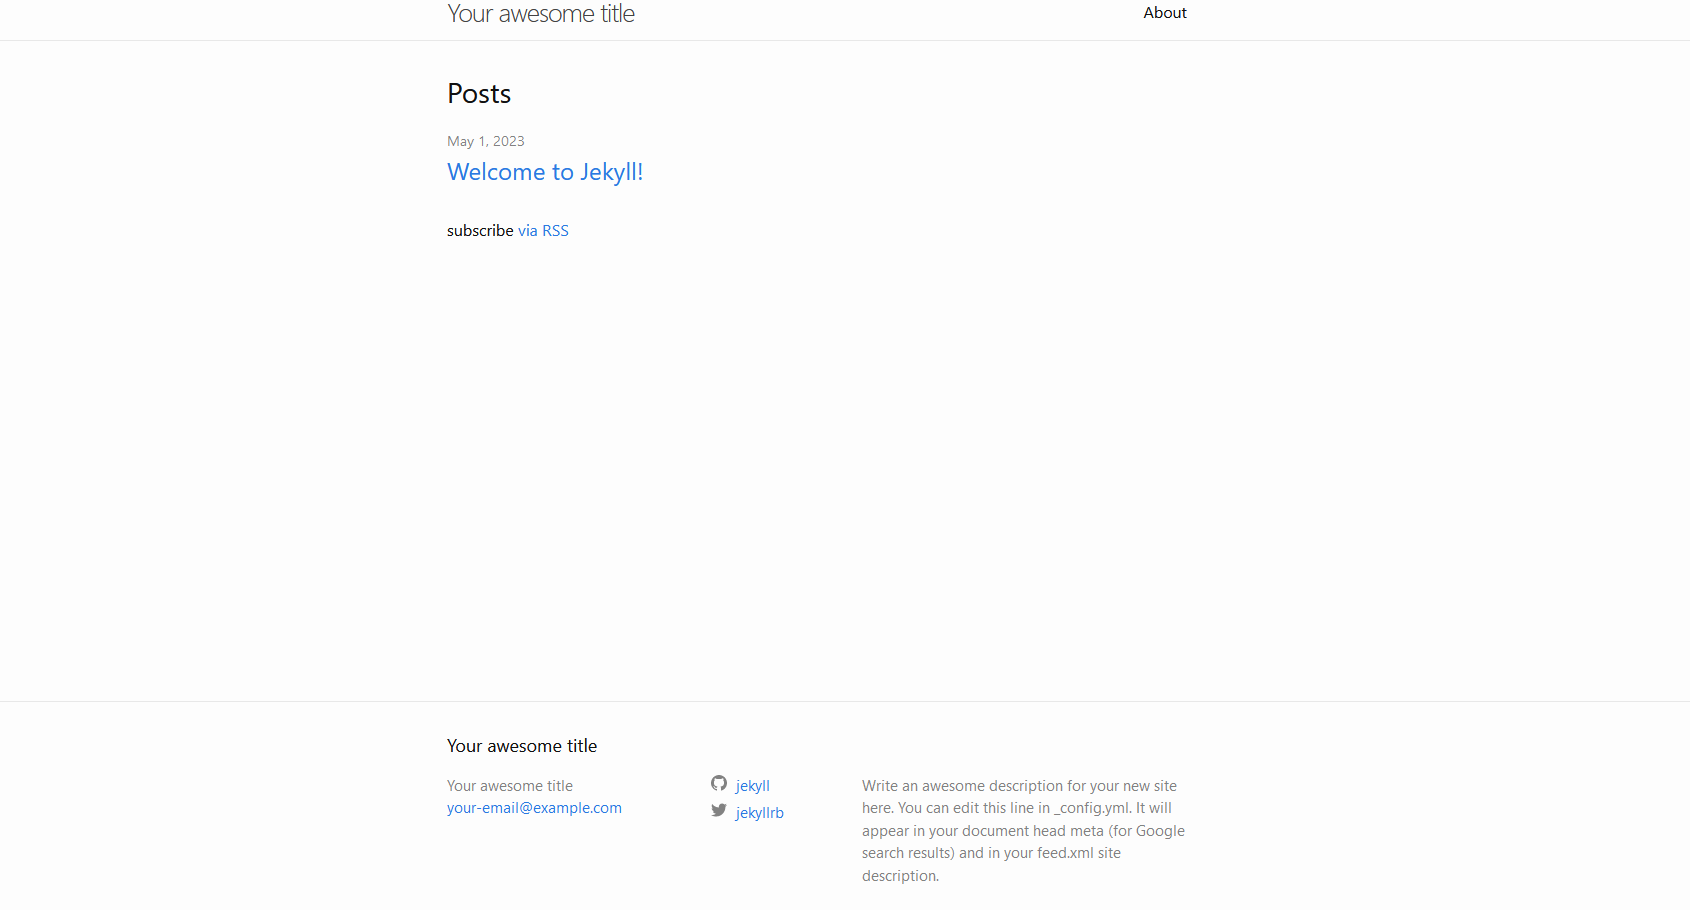 Your awesome title
About
Posts
May 1, 2023
Welcome to Jekyll!
subscribe via RSS
Your awesome title
Your awesome title
your-email@example.com
jekyll
jekyllrb
Write an awesome description for your new site
here. You can edit this line in _config.yml. It will
appear in your document head meta (for Google
search results) and in your feed.xml site
description.